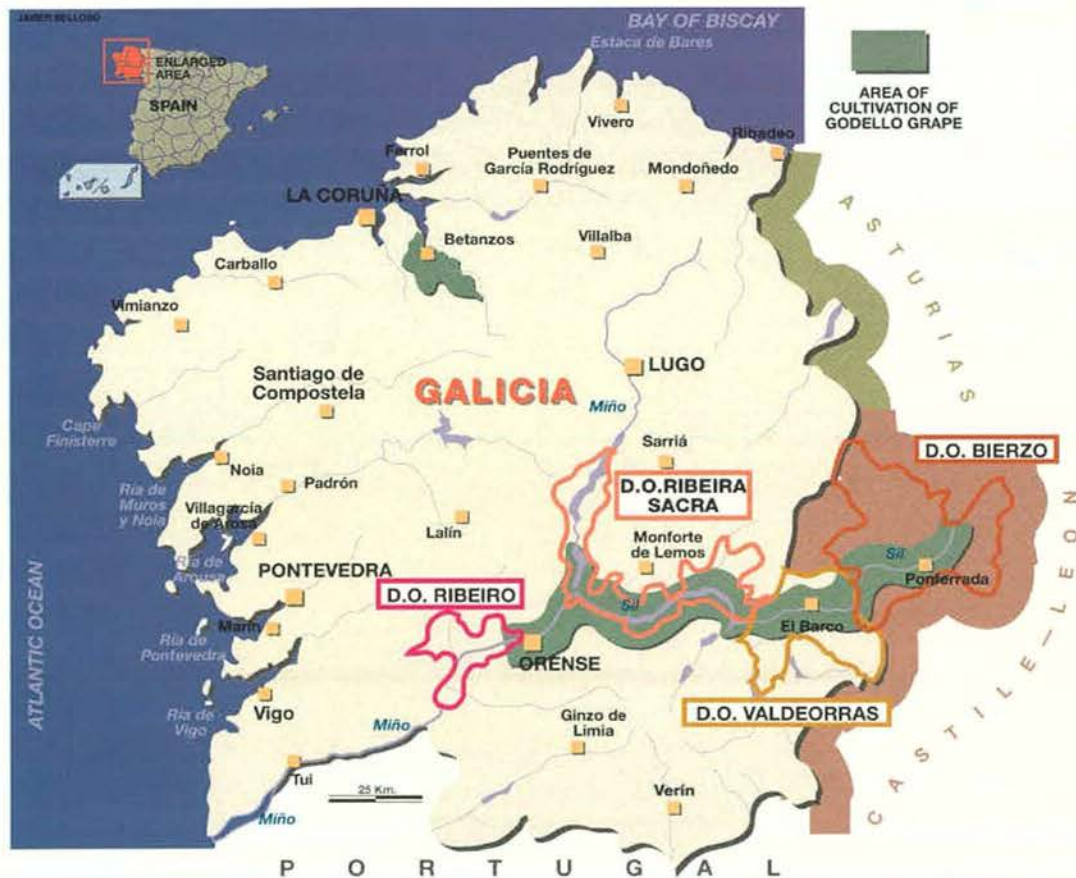 JAVIER BELLOSO
BAY OF BISCAY
Estaca de Bares
ENLARGED
AREA
SPAIN
AREA OF
CULTIVATION OF
GODELLO GRAPE
Vivero
Ribadeo
Ferrol
Puentes de
García Rodríguez
Mondoñedo
LA CORUÑA
Betanzos
Villalba
ASTURIAS
Carballo
Vimianzo
LUGO
Santiago de
Compostela
GALICIA
Miño
Cape
Finisterre
Sarriá
D.O. BIERZO
Noia
Padrón
D.O.RIBEIRA
SACRA
Ría de
Muros
y Noia
Villagarcía
de Arosa
Lalín
Monforte
de Lemos
Sil
Ponferrada
Ría de
Arousa
PONTEVEDRA
D.O. RIBEIRO
Sil
El Barco
Marín
ORENSE
Ría de
Pontevedra
D.O. VALDEORRAS
Vigo
Ría de
Vigo
Miño
Ginzo de
Limia
Tui
25 Km.
Verín
Miño
ATLANTIC OCEAN
CASTILE-LEON
PORTUGAL